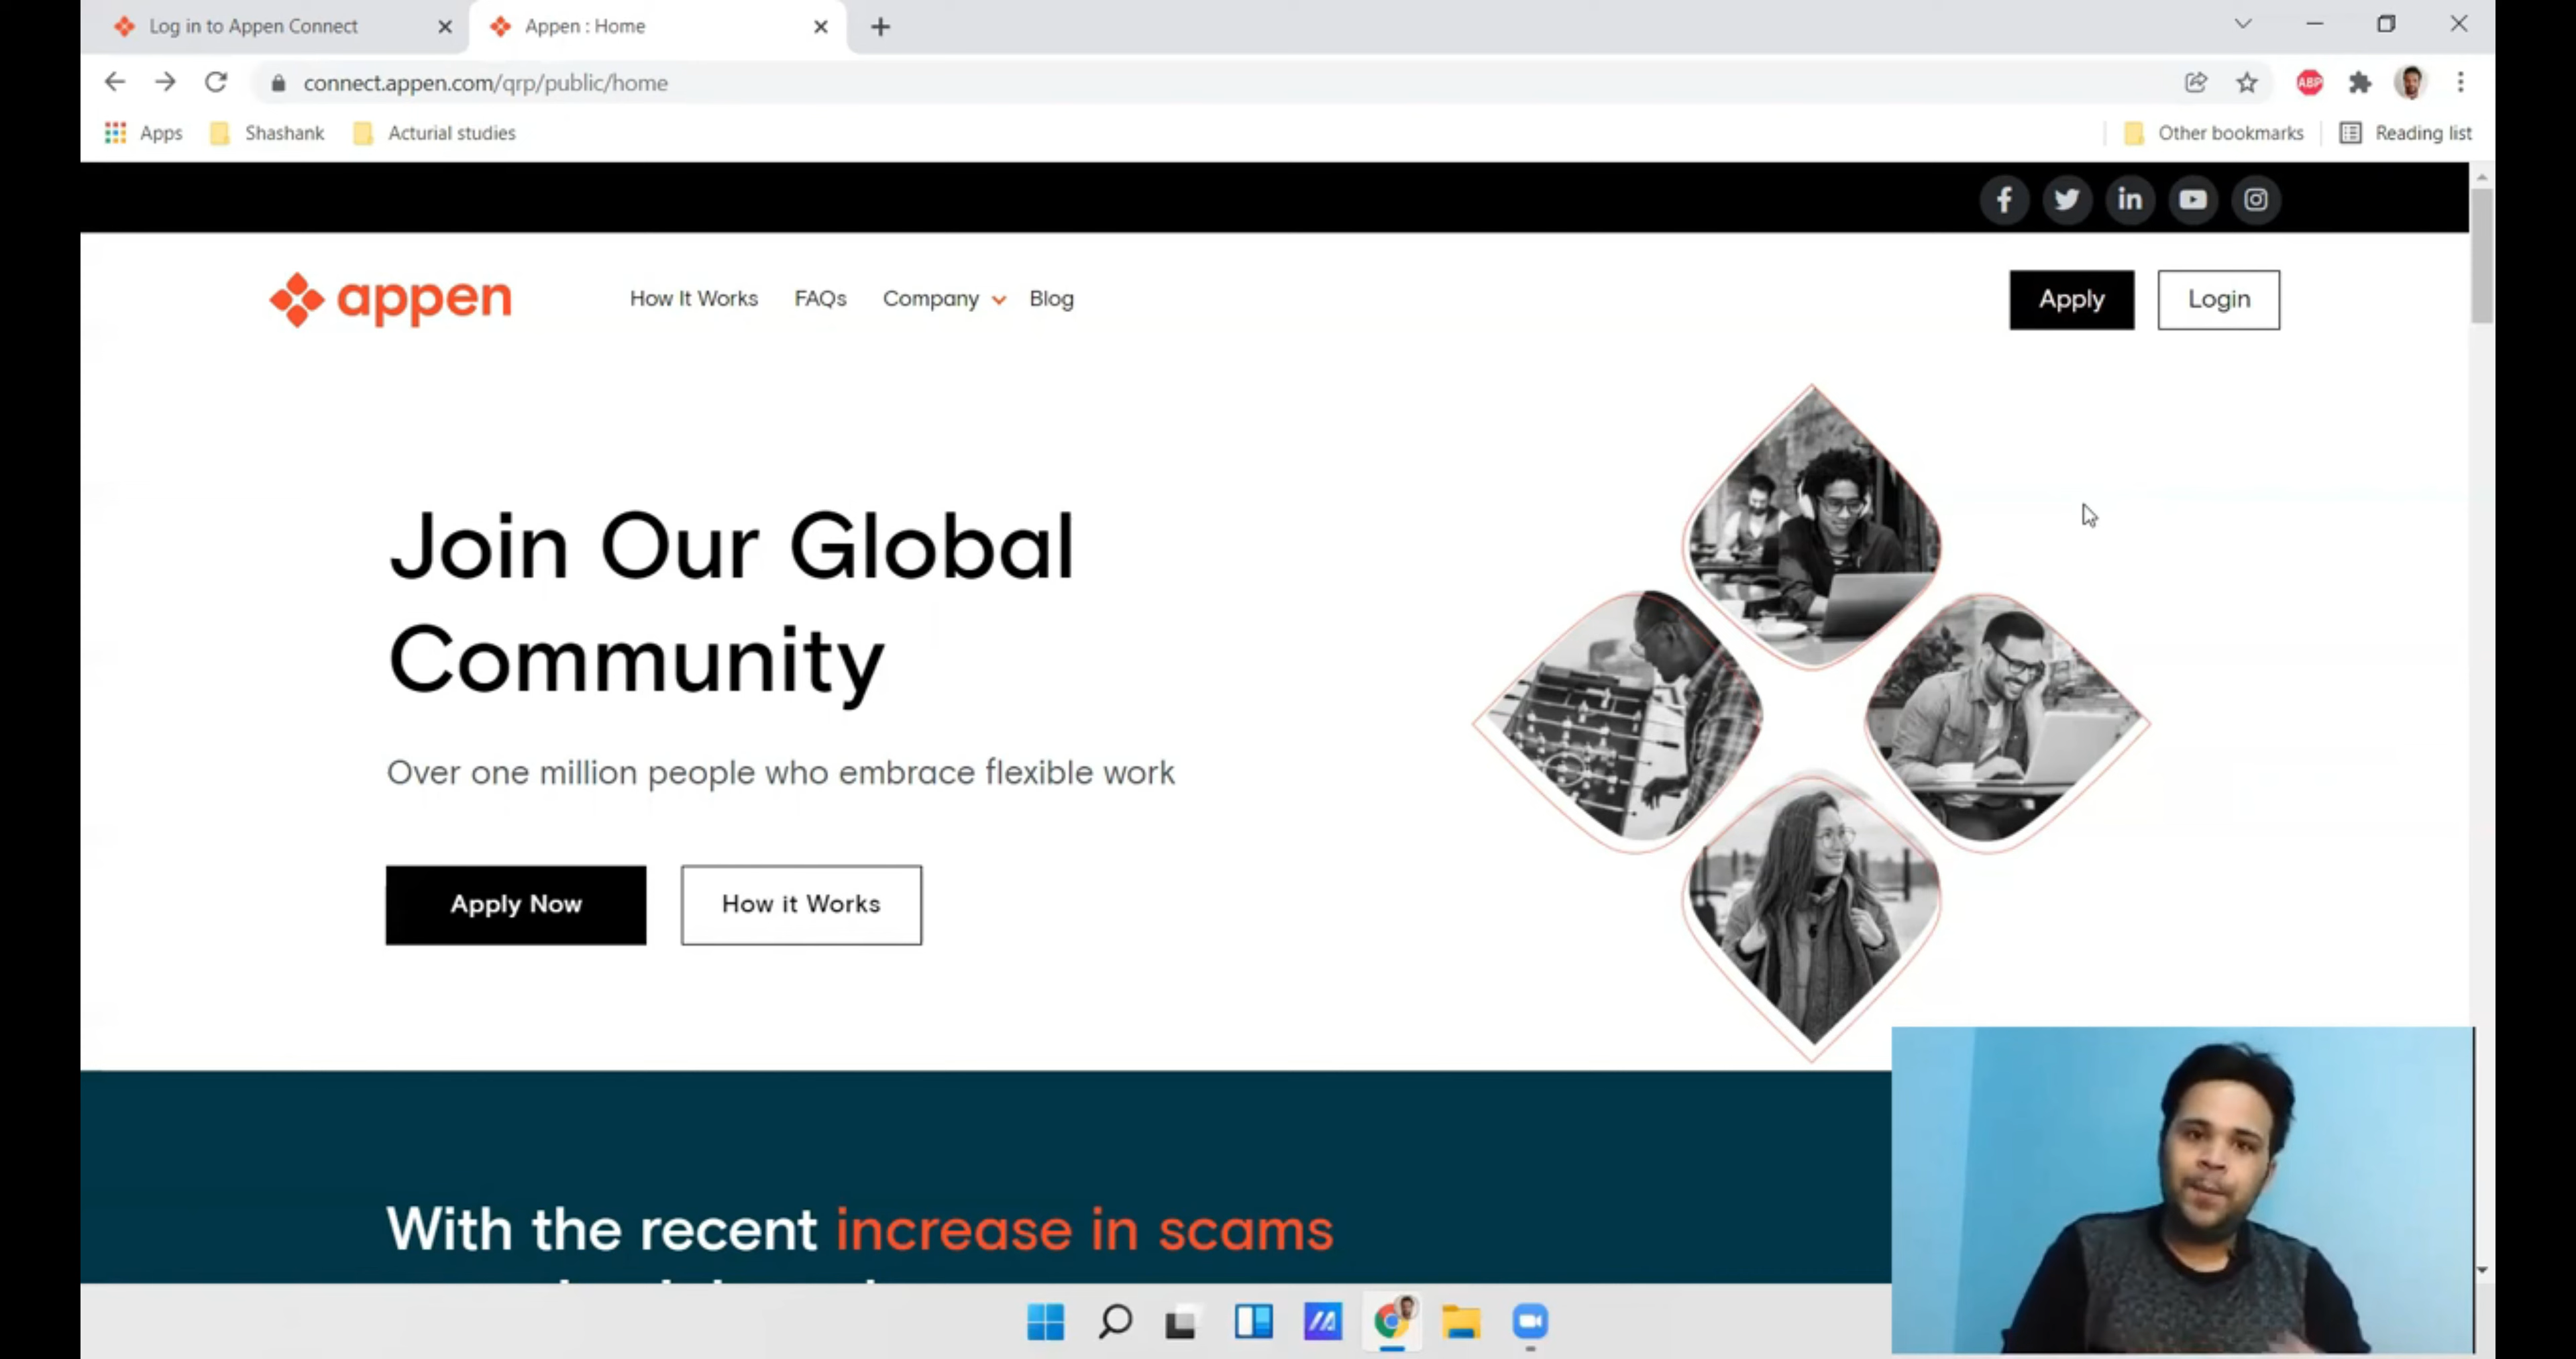 Log in to Appen Connect
Appen : Home
connect.appen.com/qrp/public/home
ABP
Apps
Shashank
Acturial studies
Other bookmarks
Reading list
appen
How It Works
FAQs
Company
Blog
Apply
Login
Join Our Global
Community
Over one million people who embrace flexible work
Apply Now
How it Works
With the recent increase in scams